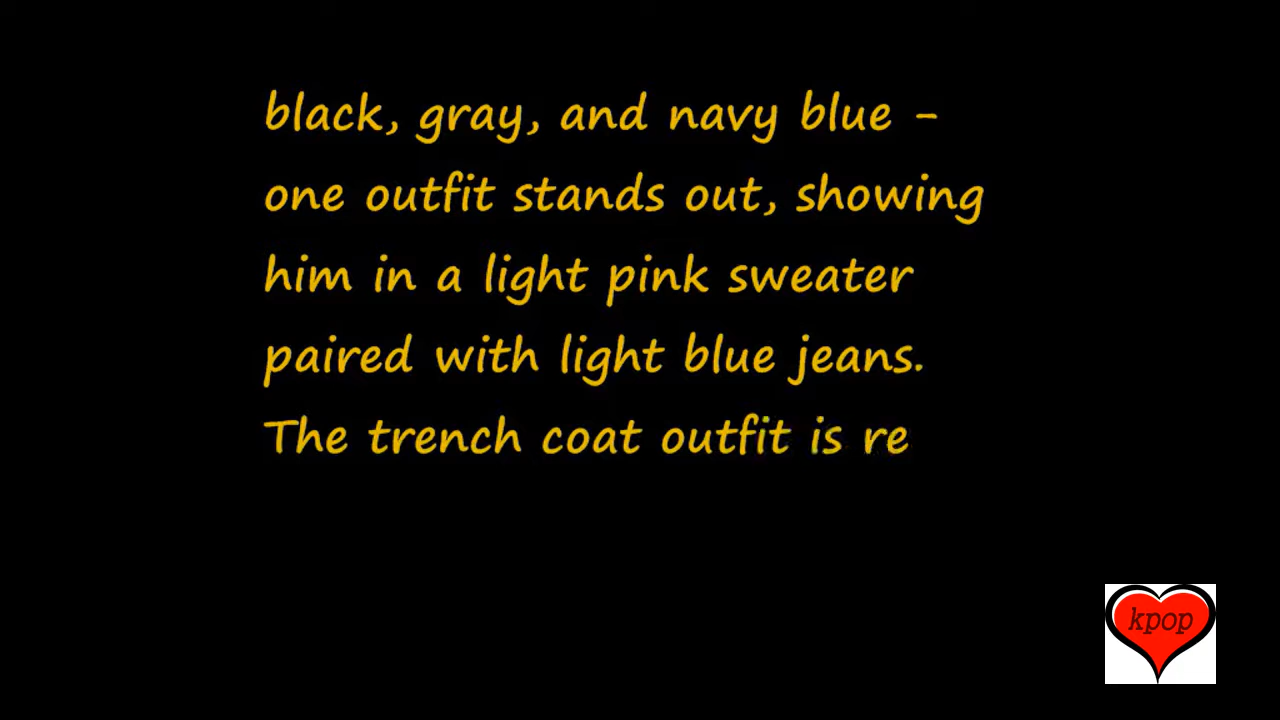 black, gray, and navy blue -
one outfit stands out, showing
him in a light pink sweater
paired with light blue jeans.
The trench coat outfit is re
kpop